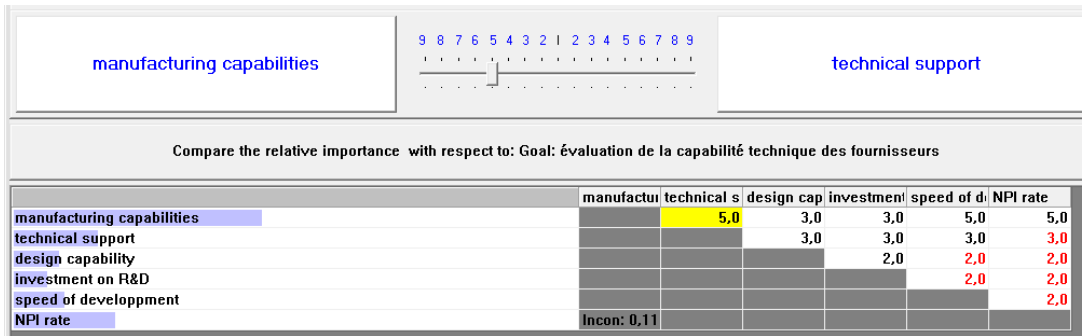 9 8 7 6 5 4 3 2 1 2 3 4 5 6 7 8 9
manufacturing capabilities technical support
Compare the relative importance with respect to: Goal: évaluation de la capabilité technique des fournisseurs
manufactur technical s design cap investment speed of de NPI rate
manufacturing capabilities 5,0 3,0 3,0 5,0 5,0
technical support 3,0 3,0 3,0 3,0
design capability 2,0 2,0 2,0
investment on R&D 2,0 2,0
speed of developpment 2,0
NPI rate Incon: 0,11